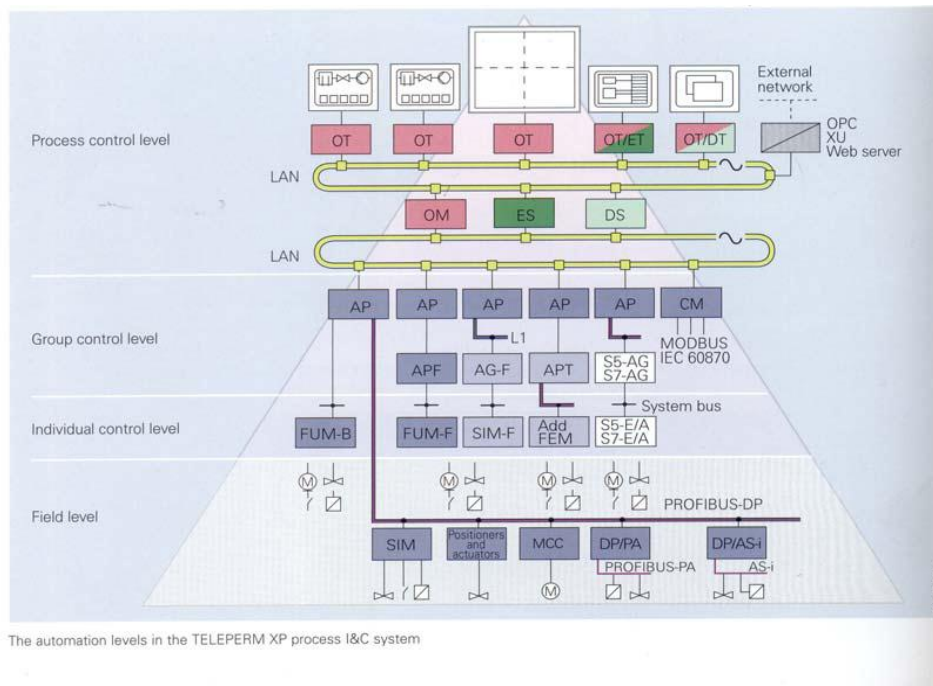 External
network
Process control level
OT
OT
OT
OT/ET
OT/DT
OPC
XU
Web server
LAN
OM
ES
DS
LAN
AP
AP
AP
AP
AP
CM
Group control level
L1
MODBUS
IEC 60870
APF
AG-F
APT
S5-AG
S7-AG
System bus
Individual control level
FUM-B
FUM-F
SIM-F
Add
FEM
S5-E/A
S7-E/A
M
M
M
M
Field level
PROFIBUS-DP
SIM
Positioners
and
actuators
MCC
DP/PA
DP/AS-i
PROFIBUS-PA
AS-i
M
The automation levels in the TELEPERM XP process I&C system